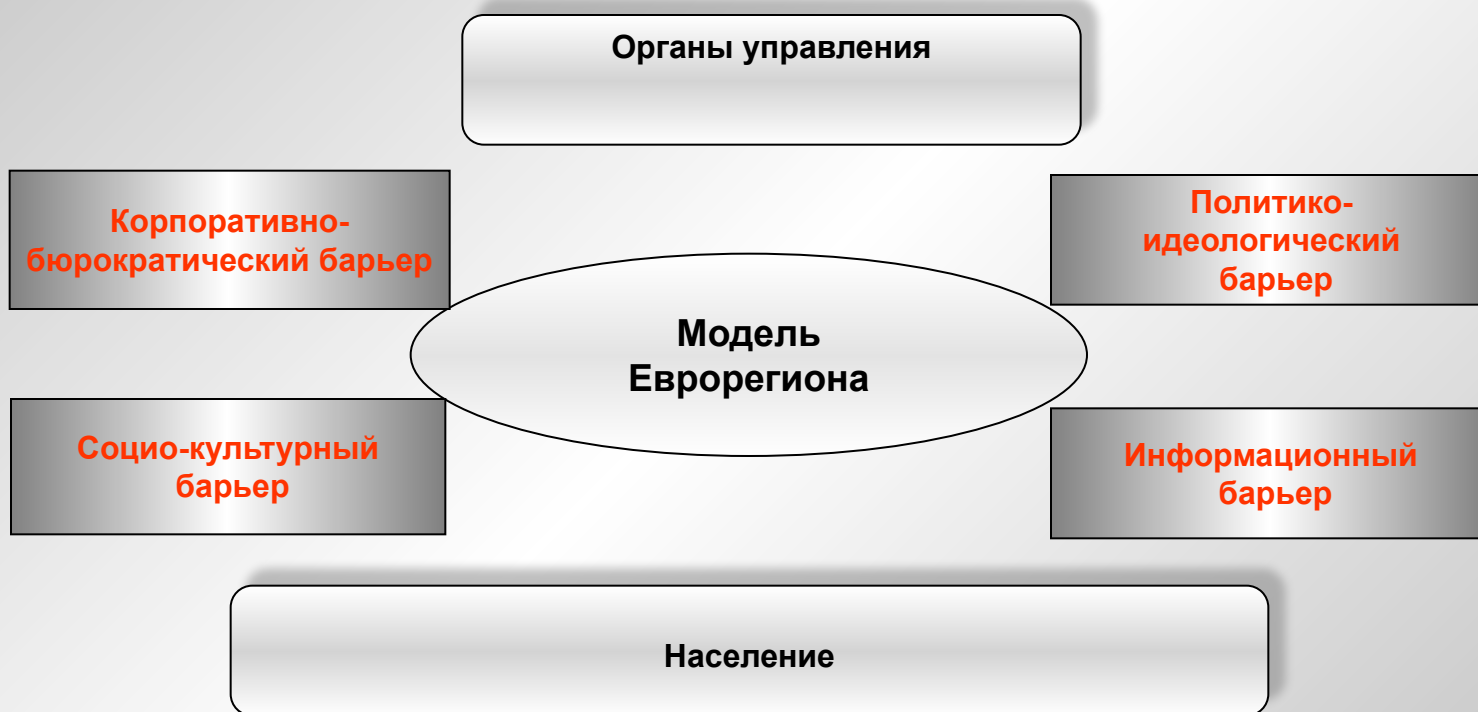 Органы управления
Корпоративно-
бюрократический барьер
Политико-
идеологический
барьер
Модель
Еврорегиона
Социо-культурный
барьер
Информационный
барьер
Население